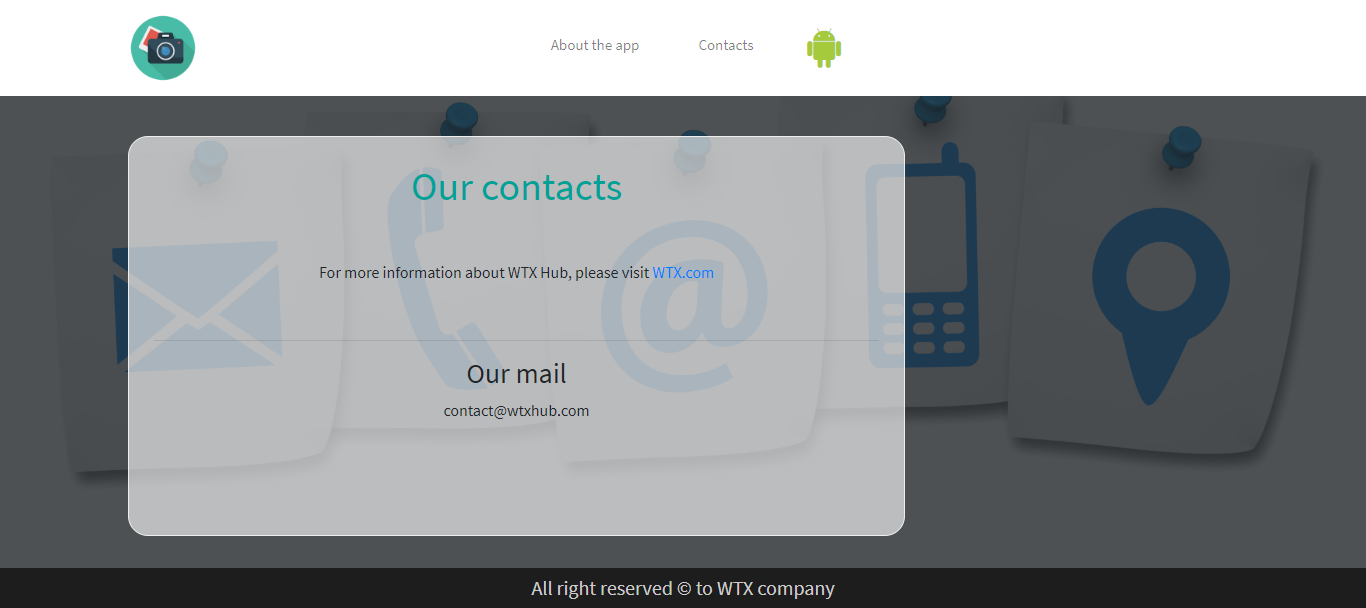 About the app Contacts
Our contacts
For more information about WTX Hub, please visit WTX.com
@
Our mail
contact@wtxhub.com
All right reserved © to WTX company